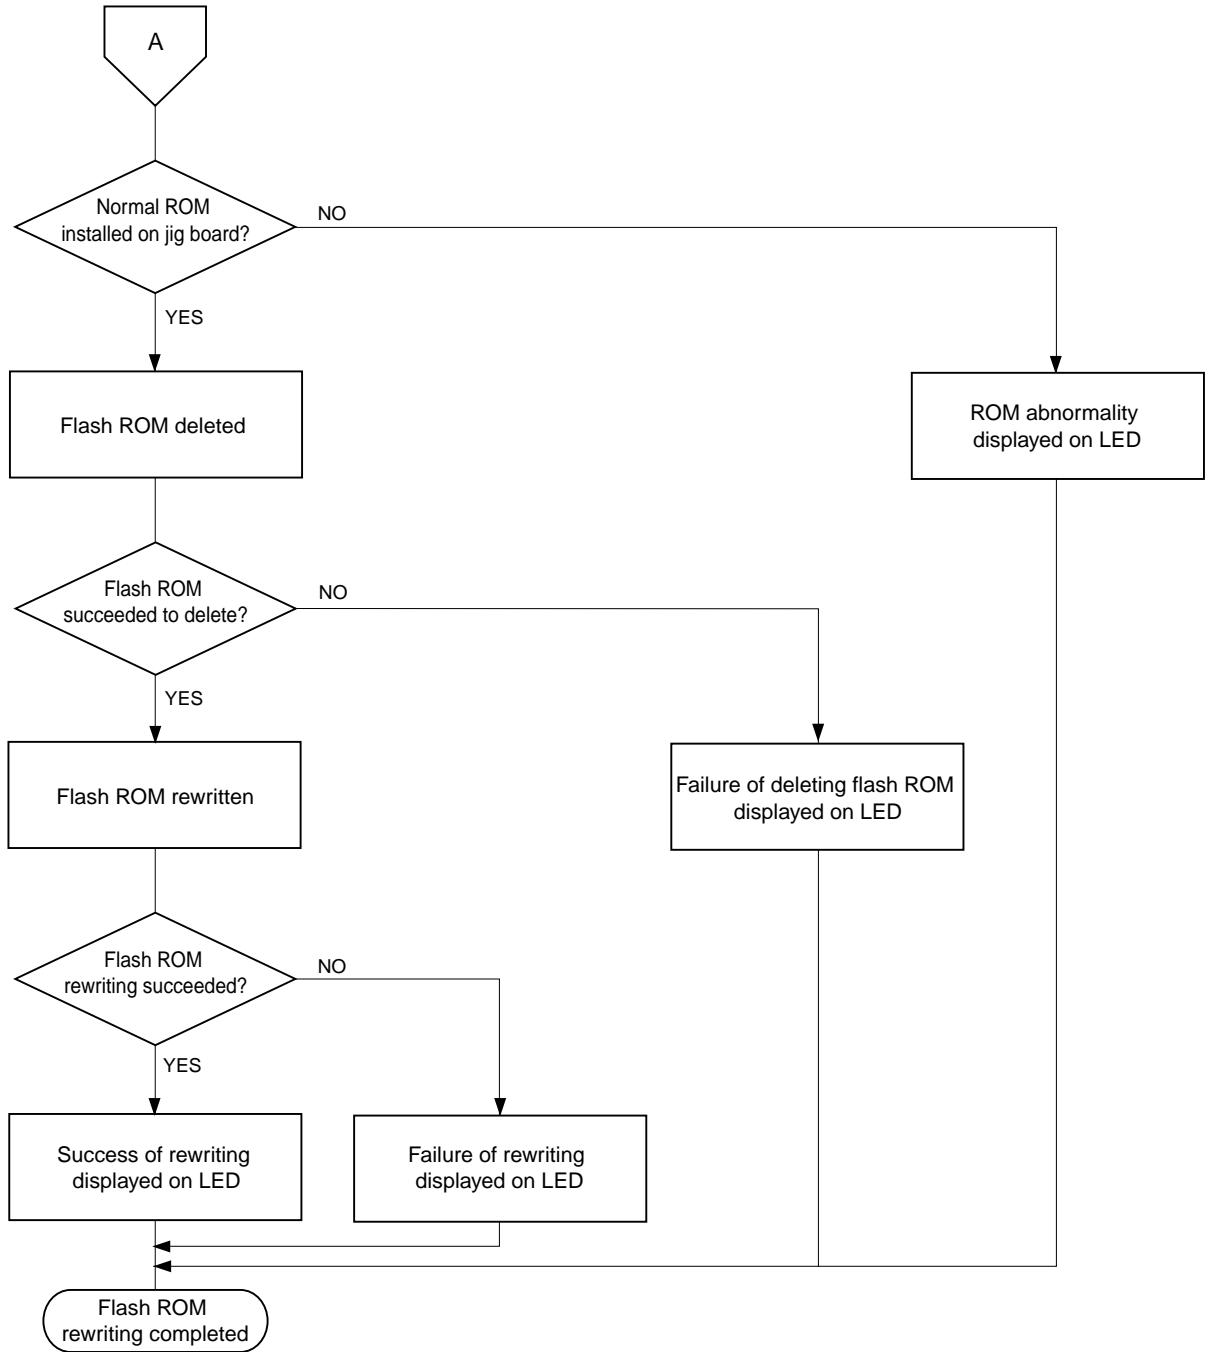 A
Normal ROM
installed on jig board?
NO
YES
Flash ROM deleted
ROM abnormality
displayed on LED
Flash ROM
succeeded to delete?
NO
YES
Flash ROM rewritten
Failure of deleting flash ROM
displayed on LED
Flash ROM
rewriting succeeded?
NO
YES
Success of rewriting
displayed on LED
Failure of rewriting
displayed on LED
Flash ROM
rewriting completed